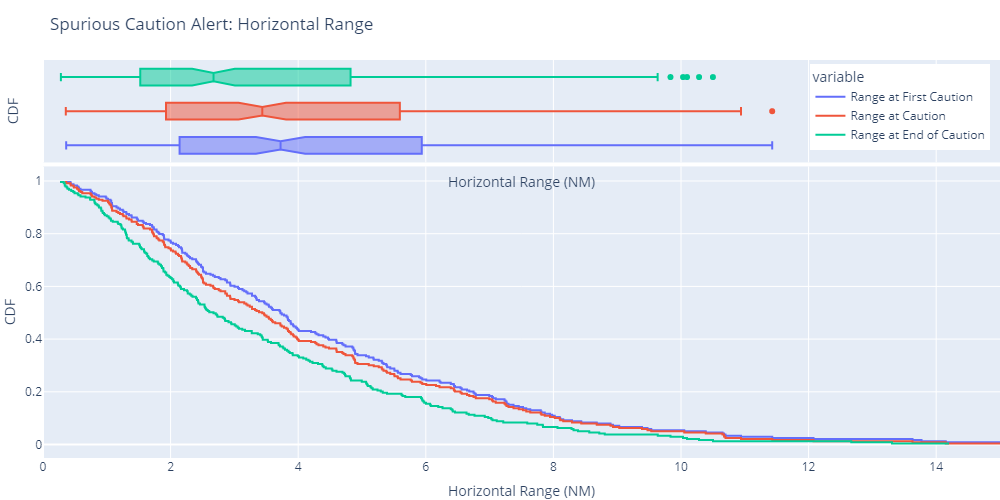 Spurious Caution Alert: Horizontal Range
CDF
variable
Range at First Caution
Range at Caution
Range at End of Caution
Horizontal Range (NM)
1
0.8
0.6
0.4
0.2
0
CDF
0 2 4 6 8 10 12 14
Horizontal Range (NM)